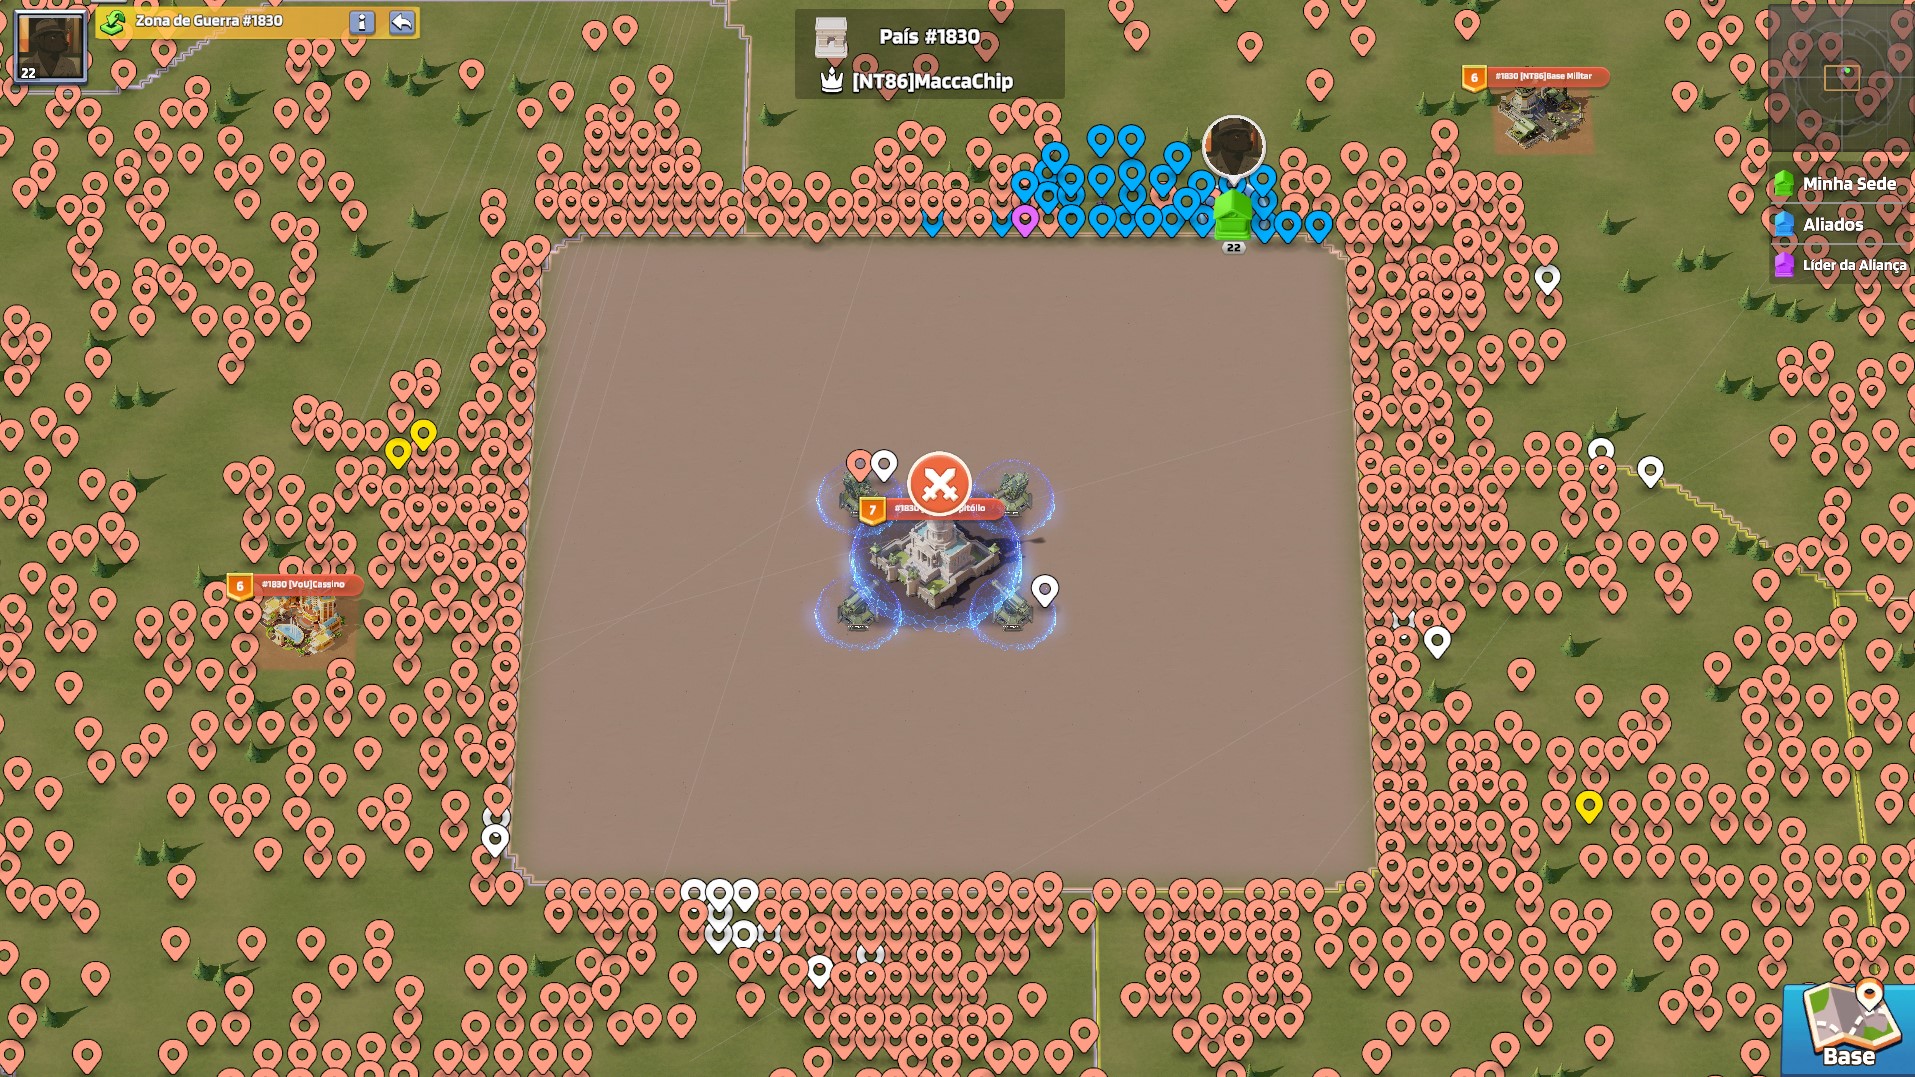 Zona de Guerra #1830
22
País #1830
[NT86]MaccaChip
6
#1830 [NT86]Base Militar
Minha Sede
Aliados
Líder da Aliança
22
7
#1830
6
#1830 [VoU]Cassino
Base